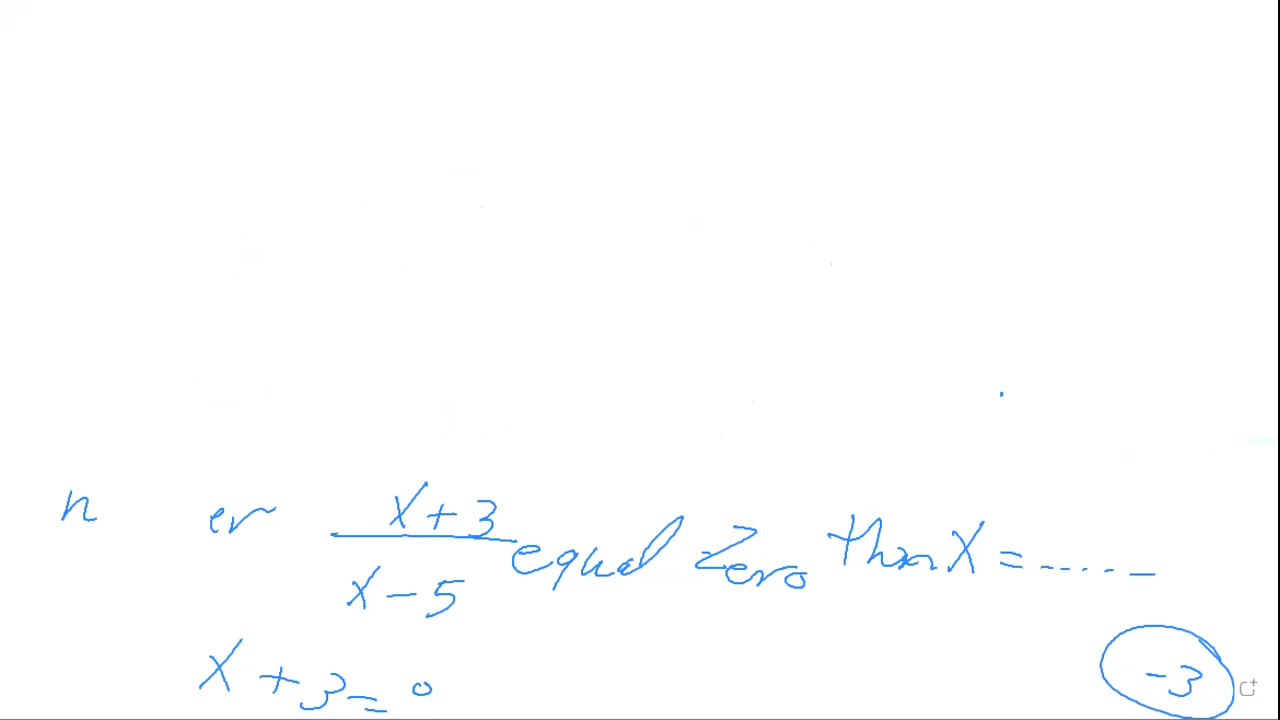 n er (x+3)/(x-5) equal Zero then X = ......
X + 3 = 0
-3